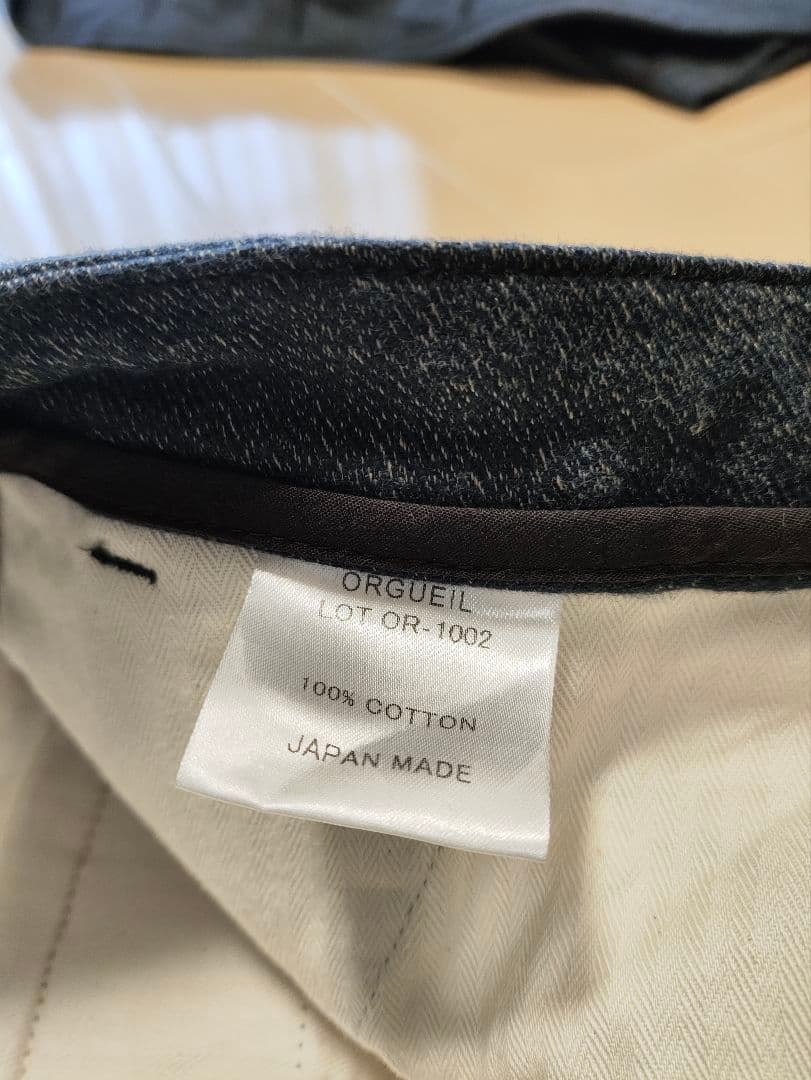 ORGUEIL
LOT OR-1002
100% COTTON
JAPAN MADE